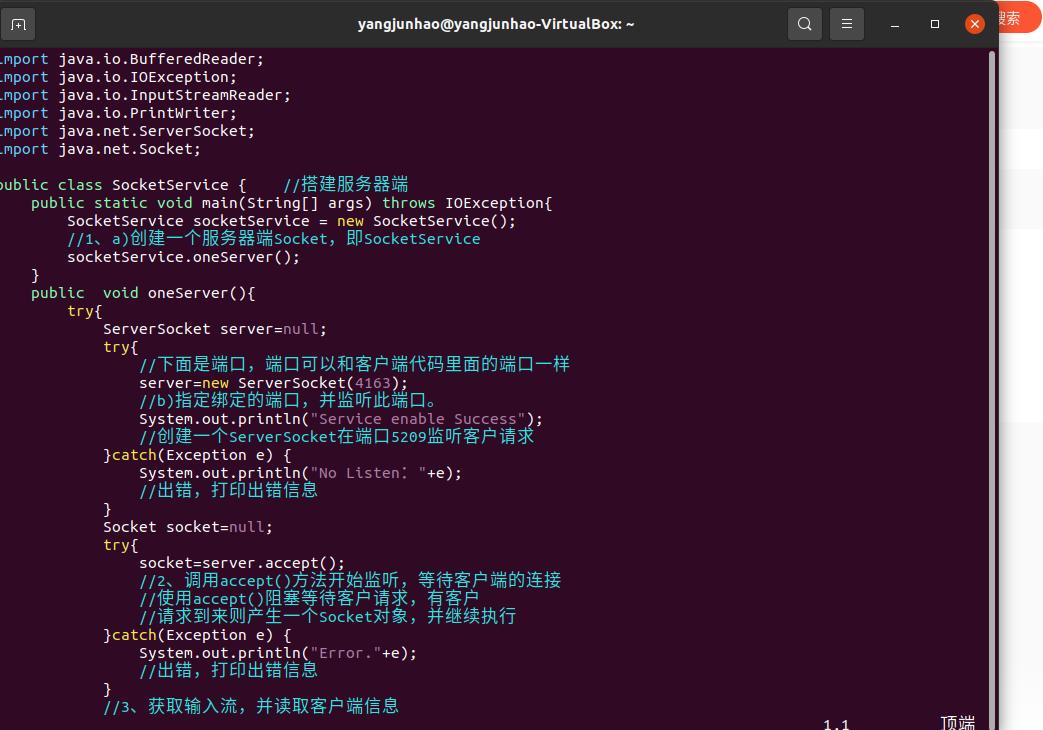 yangjunhao@yangjunhao-VirtualBox: ~
搜索
import java.io.BufferedReader;
import java.io.IOException;
import java.io.InputStreamReader;
import java.io.PrintWriter;
import java.net.ServerSocket;
import java.net.Socket;
public class SocketService {    //搭建服务器端
    public static void main(String[] args) throws IOException{
        SocketService socketService = new SocketService();
        //1、a)创建一个服务器端Socket，即SocketService
        socketService.oneServer();
    }
    public  void oneServer(){
        try{
            ServerSocket server=null;
            try{
                //下面是端口，端口可以和客户端代码里面的端口一样
                server=new ServerSocket(4163);
                //b)指定绑定的端口，并监听此端口。
                System.out.println("Service enable Success");
                //创建一个ServerSocket在端口5209监听客户请求
            }catch(Exception e) {
                System.out.println("No Listen："+e);
                //出错，打印出错信息
            }
            Socket socket=null;
            try{
                socket=server.accept();
                //2、调用accept()方法开始监听，等待客户端的连接
                //使用accept()阻塞等待客户请求，有客户
                //请求到来则产生一个Socket对象，并继续执行
            }catch(Exception e) {
                System.out.println("Error."+e);
                //出错，打印出错信息
            }
            //3、获取输入流，并读取客户端信息
1,1 顶端